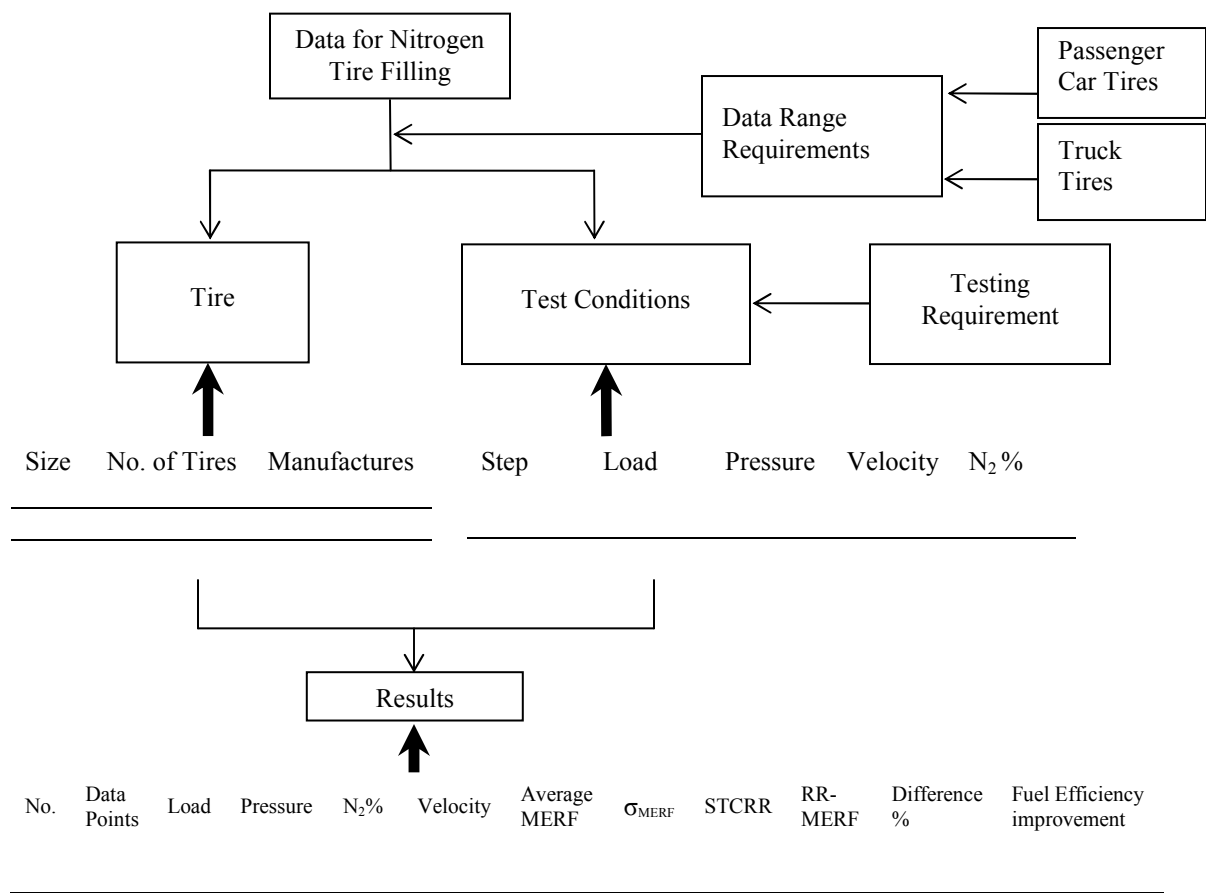 Data for Nitrogen
Tire Filling
Passenger
Car Tires
Data Range
Requirements
Truck
Tires
Tire
Test Conditions
Testing
Requirement
Size No. of Tires Manufactures
Step Load Pressure Velocity N₂ %
Results
No. Data Points Load Pressure N₂% Velocity Average MERF σMERF STCRR RR-MERF Difference % Fuel Efficiency improvement